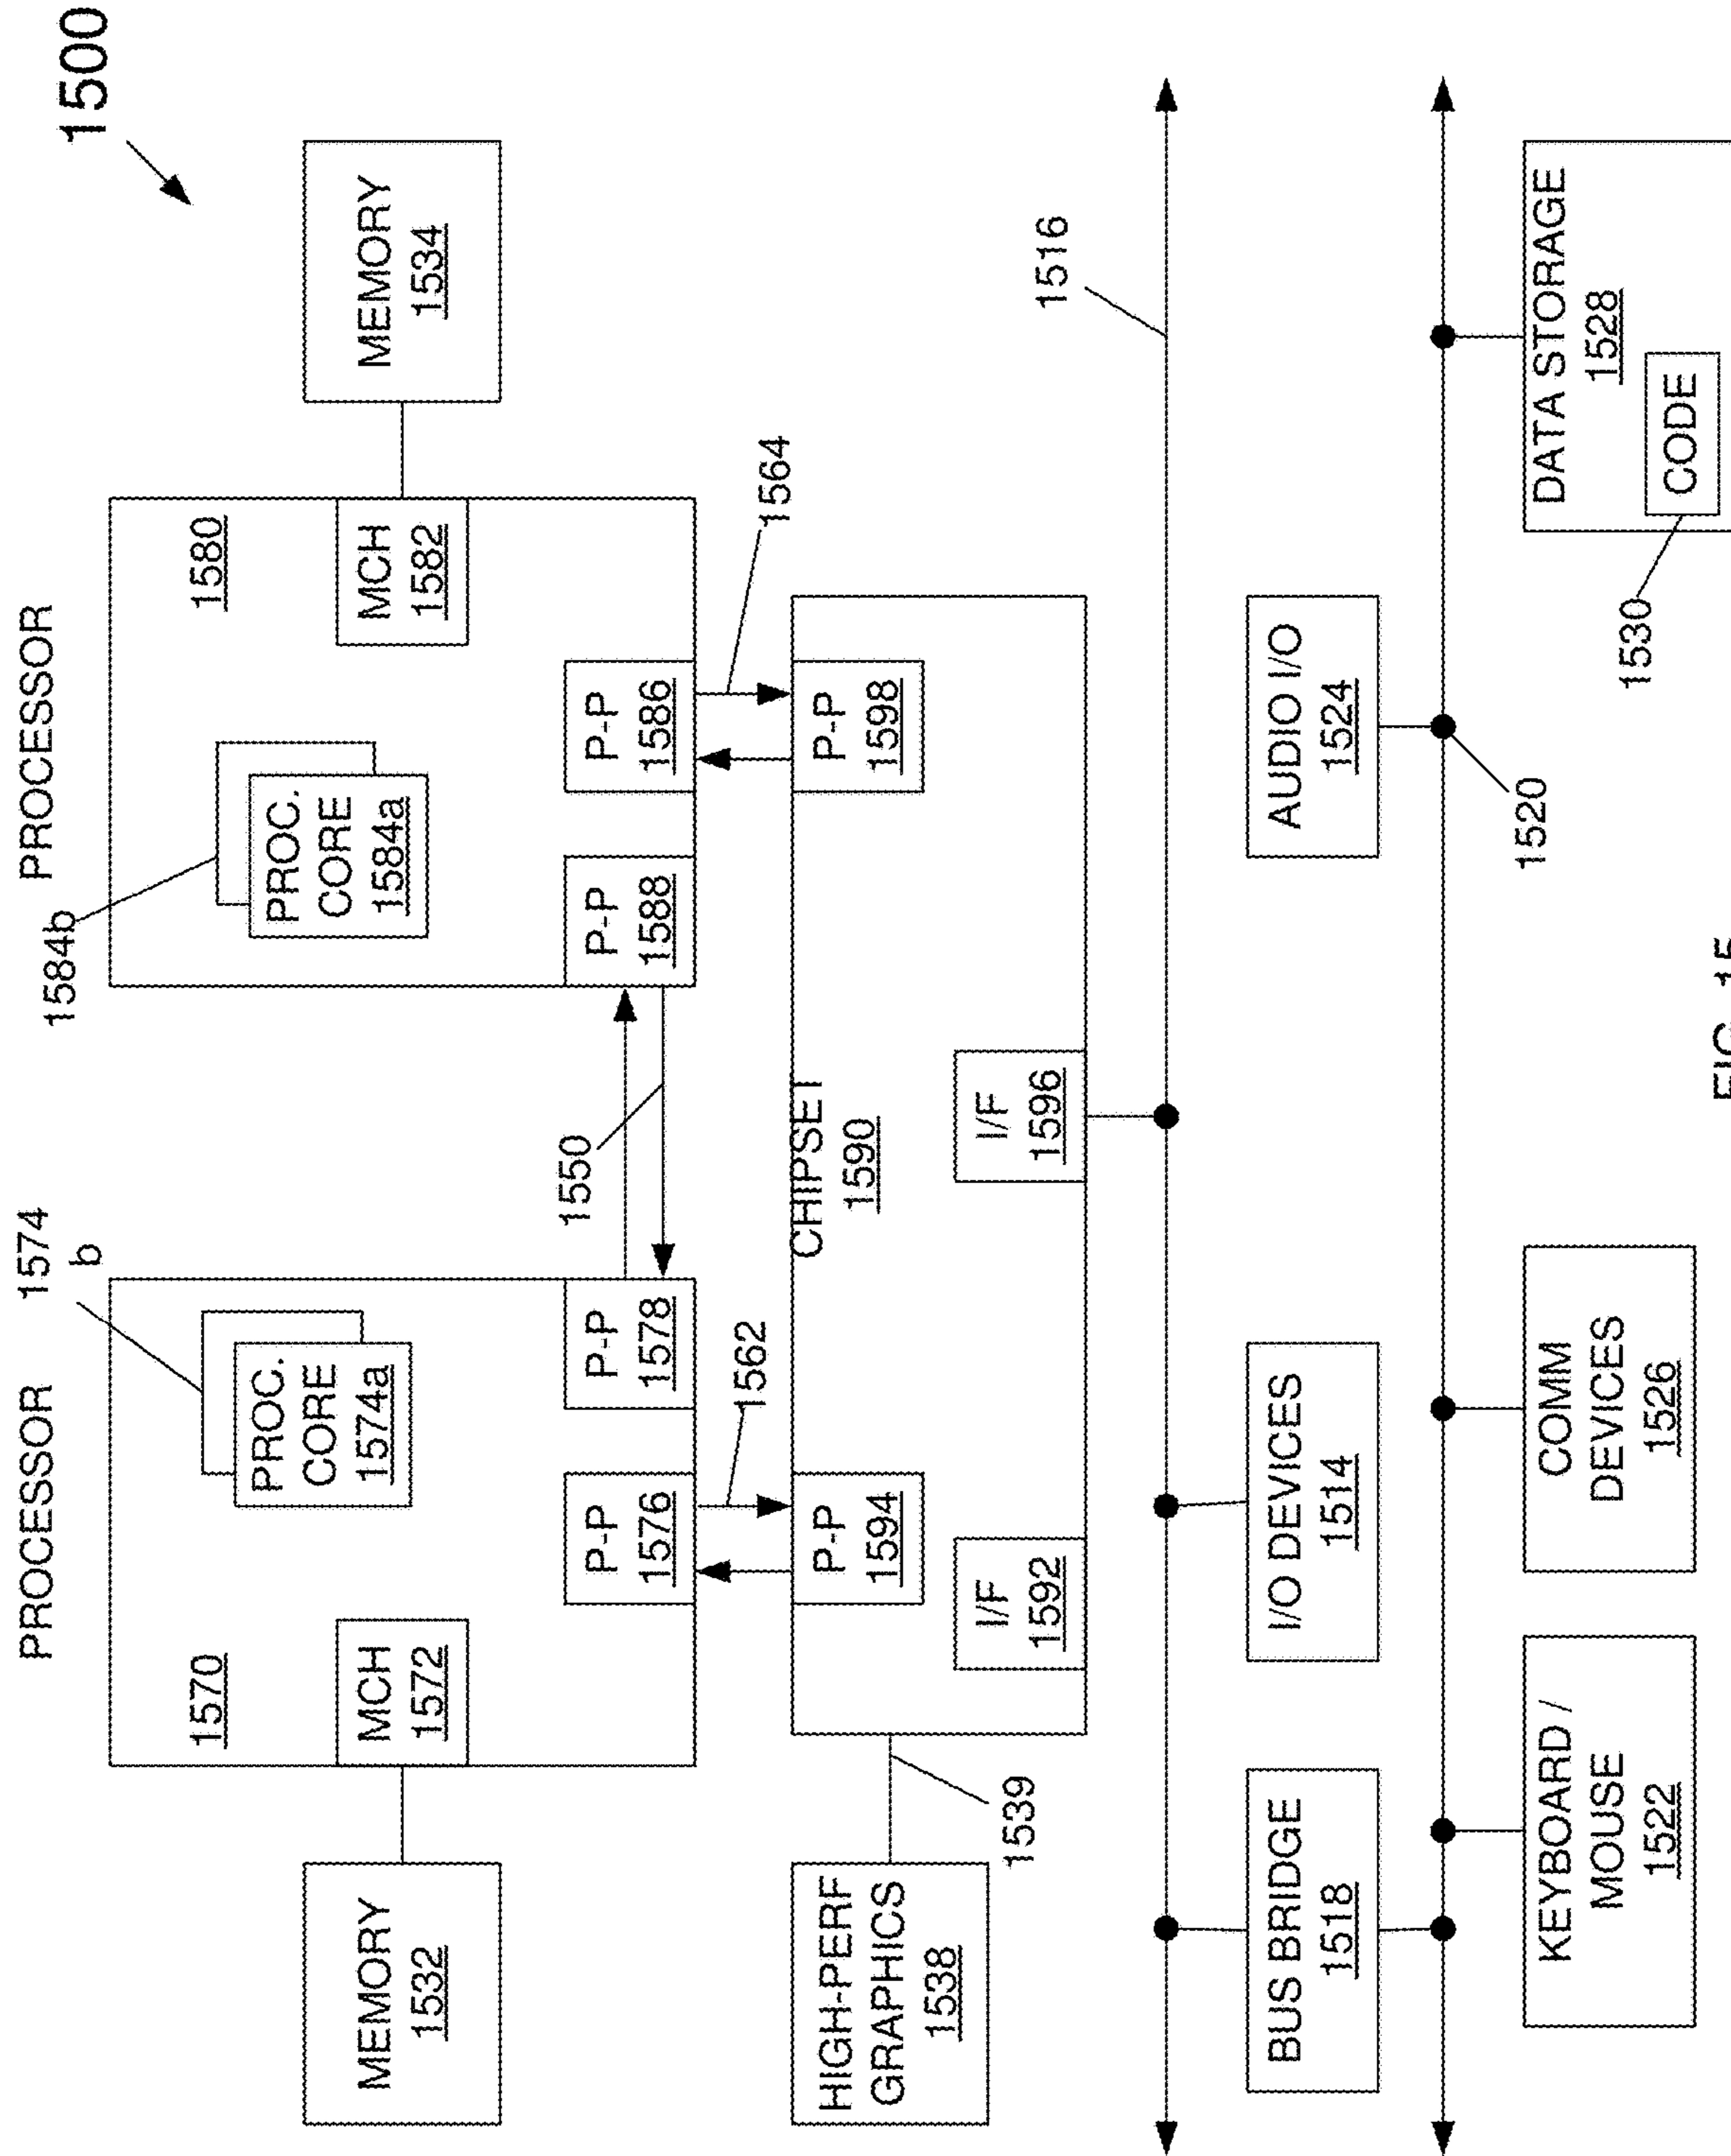 1500
PROCESSOR
1574
b
1584b
PROCESSOR
1570
PROC.
CORE
1574a
MCH
1572
P-P
1576
P-P
1578
MEMORY
1532
1550
PROC.
CORE
1584a
1580
MCH
1582
P-P
1588
P-P
1586
MEMORY
1534
1562
1564
HIGH-PERF
GRAPHICS
1538
1539
P-P
1594
CHIPSET
1590
P-P
1598
I/F
1592
I/F
1596
1516
BUS BRIDGE
1518
I/O DEVICES
1514
AUDIO I/O
1524
1520
KEYBOARD /
MOUSE
1522
COMM
DEVICES
1526
DATA STORAGE
1528
CODE
1530
FIG. 15